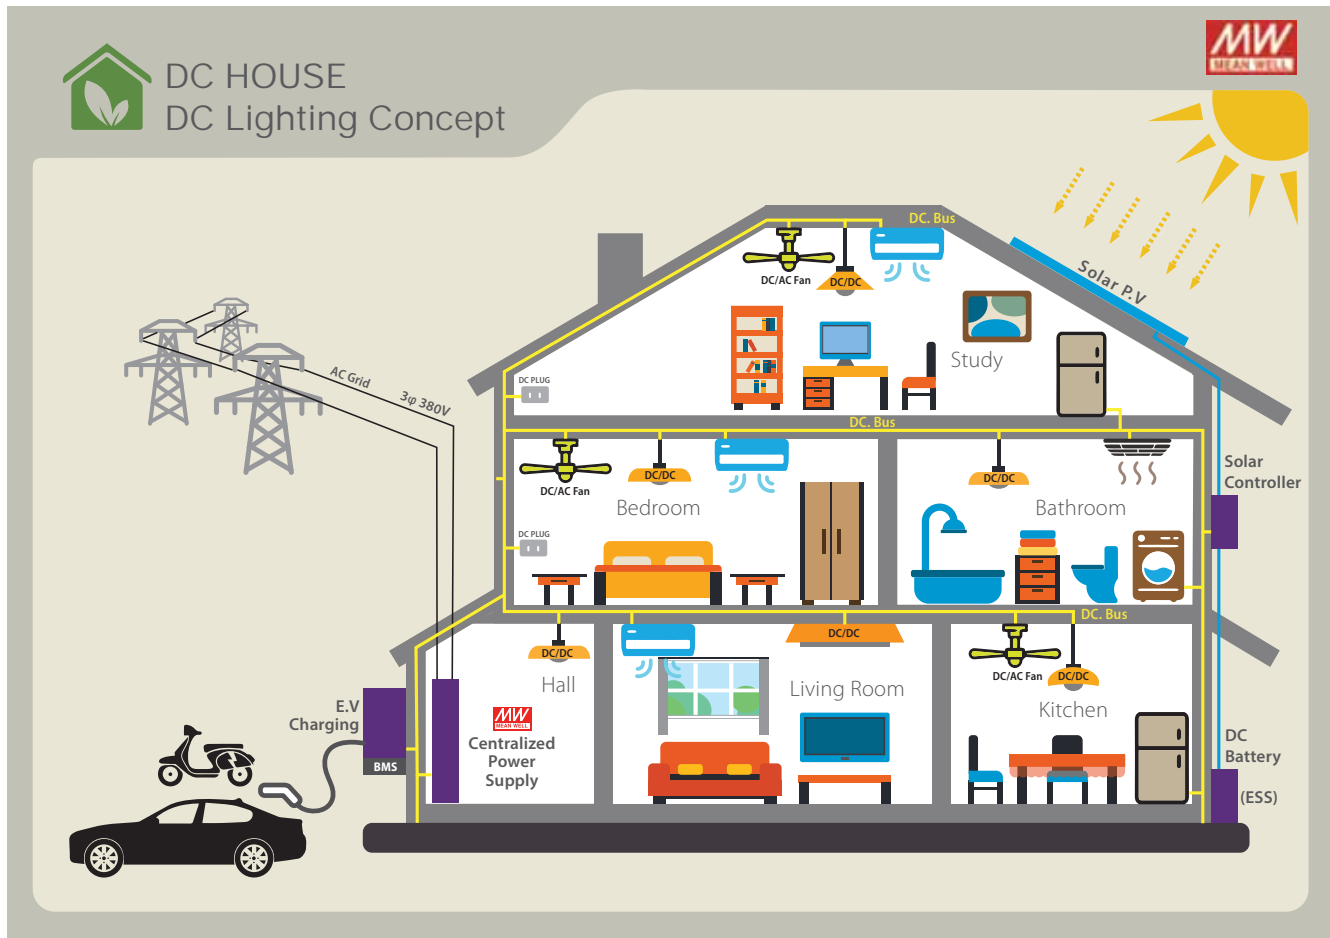 DC HOUSE
DC Lighting Concept
MW
MEAN WELL
DC. Bus
DC/AC Fan
DC/DC
Solar P.V
Study
DC PLUG
AC Grid
3φ 380V
DC. Bus
DC/AC Fan
DC/DC
DC/DC
Solar
Controller
Bedroom
Bathroom
DC PLUG
DC. Bus
DC/DC
DC/DC
DC/AC Fan
DC/DC
Hall
Living Room
Kitchen
E.V
Charging
BMS
MW
MEAN WELL
Centralized
Power
Supply
DC
Battery
(ESS)